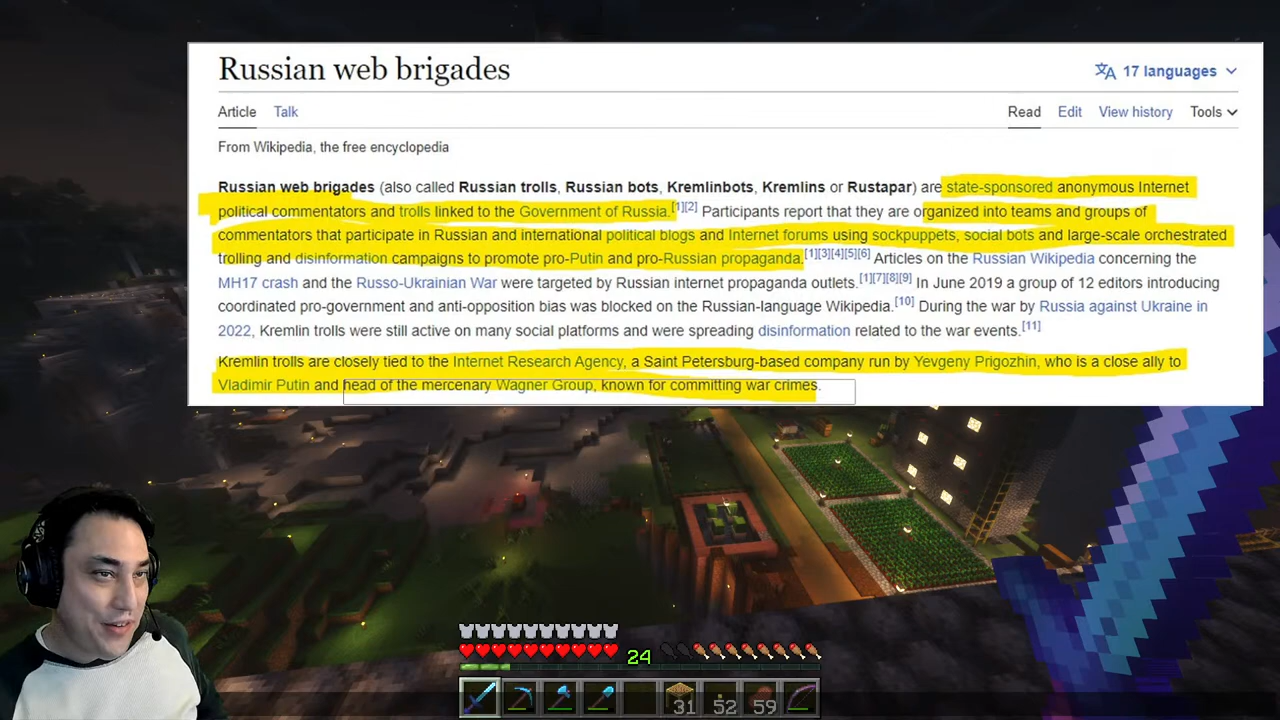 Russian web brigades
17 languages
Article Talk Read Edit View history Tools
From Wikipedia, the free encyclopedia
Russian web brigades (also called Russian trolls, Russian bots, Kremlinbots, Kremlins or Rustapar) are state-sponsored anonymous Internet
political commentators and trolls linked to the Government of Russia.[1][2] Participants report that they are organized into teams and groups of
commentators that participate in Russian and international political blogs and Internet forums using sockpuppets, social bots and large-scale orchestrated
trolling and disinformation campaigns to promote pro-Putin and pro-Russian propaganda.[1][3][4][5][6] Articles on the Russian Wikipedia concerning the
MH17 crash and the Russo-Ukrainian War were targeted by Russian internet propaganda outlets.[1][7][8][9] In June 2019 a group of 12 editors introducing
coordinated pro-government and anti-opposition bias was blocked on the Russian-language Wikipedia.[10] During the war by Russia against Ukraine in
2022, Kremlin trolls were still active on many social platforms and were spreading disinformation related to the war events.[11]
Kremlin trolls are closely tied to the Internet Research Agency, a Saint Petersburg-based company run by Yevgeny Prigozhin, who is a close ally to
Vladimir Putin and head of the mercenary Wagner Group, known for committing war crimes.
24
31 52 59